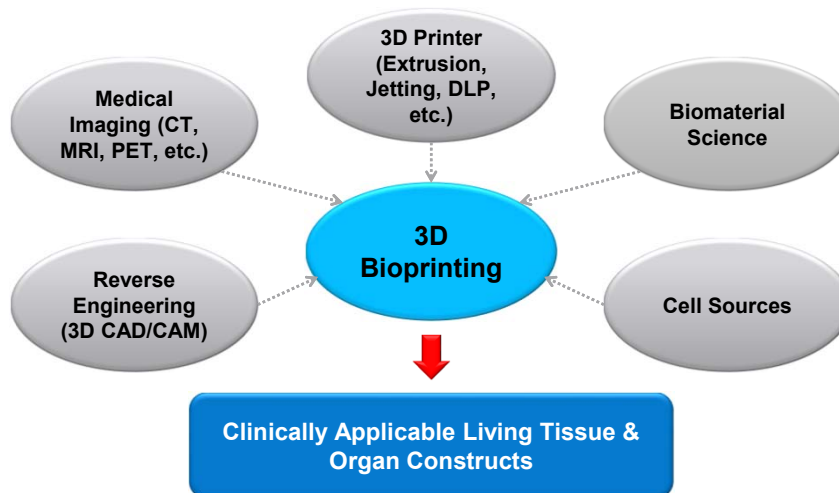 3D Printer
(Extrusion,
Jetting, DLP,
etc.)
Medical
Imaging (CT,
MRI, PET, etc.)
Biomaterial
Science
3D
Bioprinting
Reverse
Engineering
(3D CAD/CAM)
Cell Sources
Clinically Applicable Living Tissue &
Organ Constructs